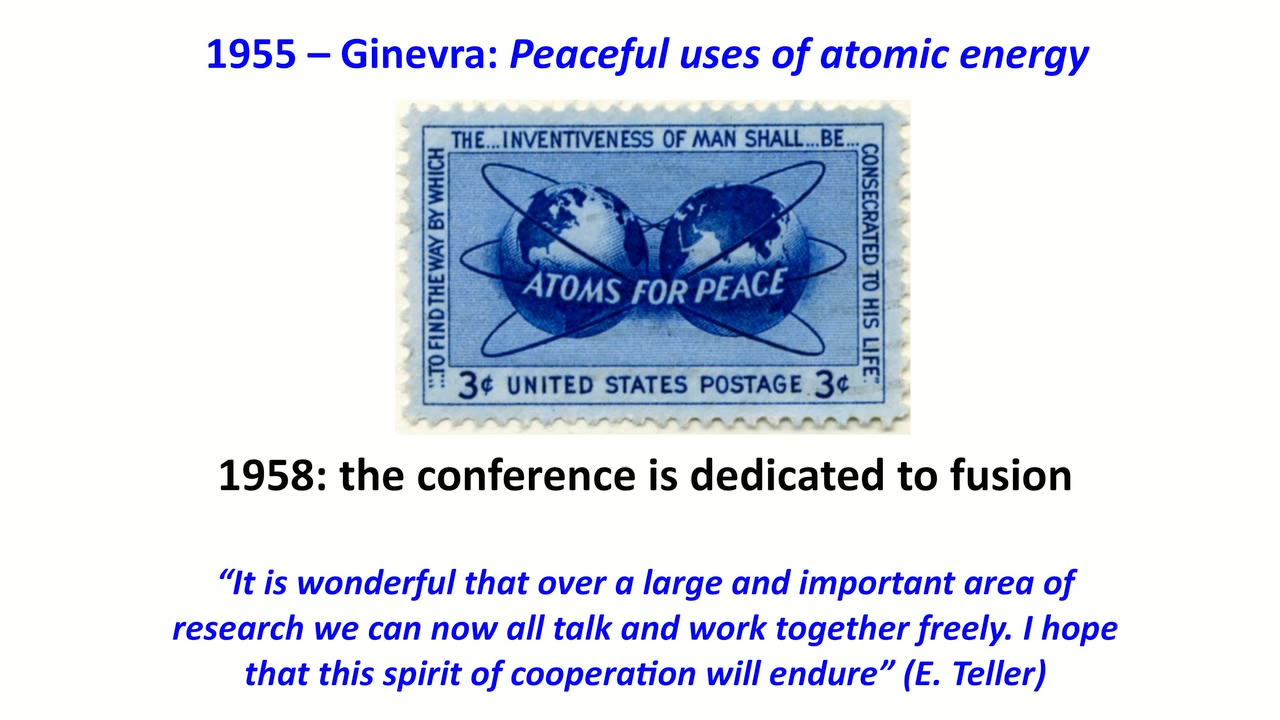 1955 – Ginevra: Peaceful uses of atomic energy
"...TO FIND THE WAY BY WHICH
THE...INVENTIVENESS OF MAN SHALL...BE...
CONSECRATED TO HIS LIFE."
ATOMS FOR PEACE
3¢ UNITED STATES POSTAGE 3¢
1958: the conference is dedicated to fusion
“It is wonderful that over a large and important area of
research we can now all talk and work together freely. I hope
that this spirit of cooperation will endure” (E. Teller)